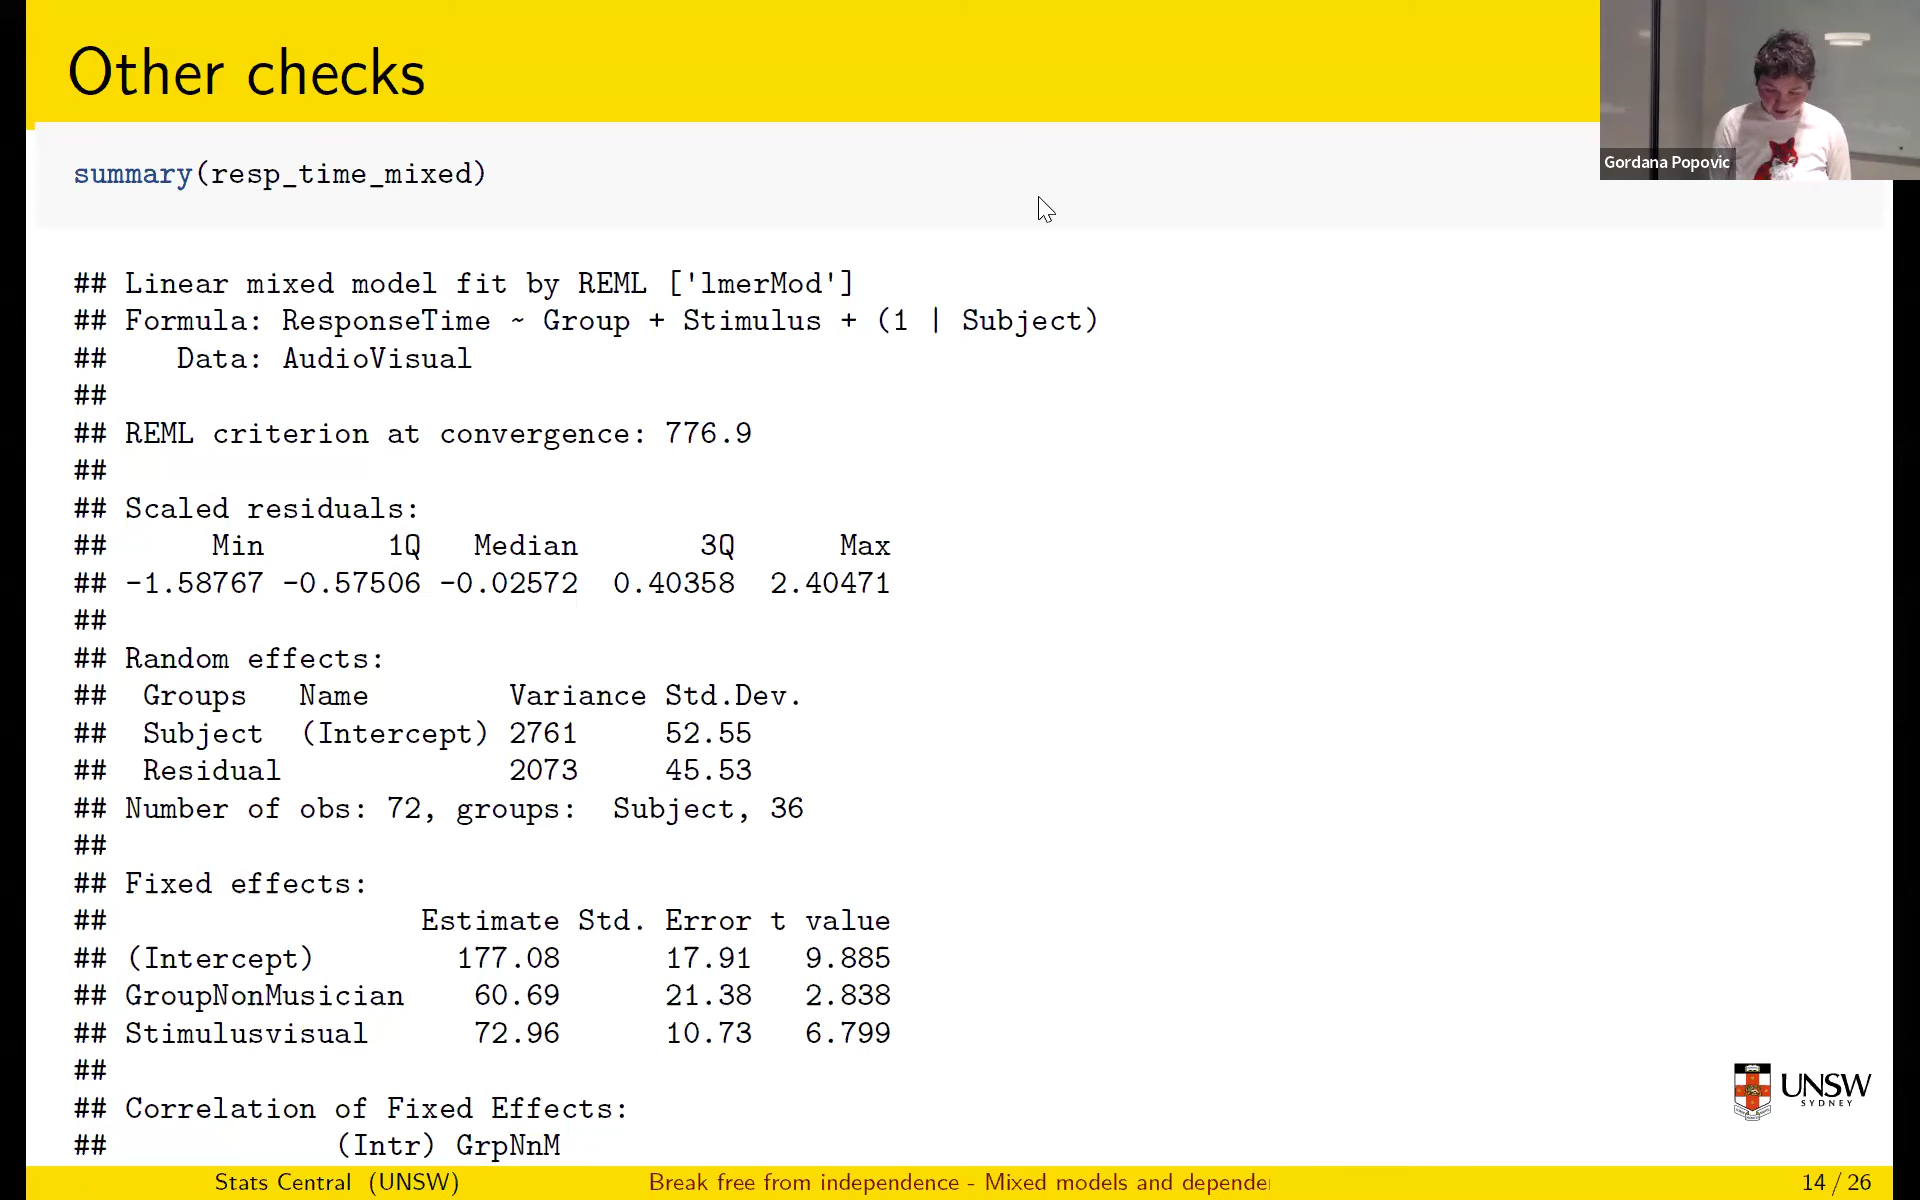 Other checks
Gordana Popovic
summary(resp_time_mixed)
## Linear mixed model fit by REML ['lmerMod']
## Formula: ResponseTime ~ Group + Stimulus + (1 | Subject)
##    Data: AudioVisual
##
## REML criterion at convergence: 776.9
##
## Scaled residuals:
##      Min       1Q   Median       3Q      Max
## -1.58767 -0.57506 -0.02572  0.40358  2.40471
##
## Random effects:
##  Groups   Name        Variance Std.Dev.
##  Subject  (Intercept) 2761     52.55
##  Residual             2073     45.53
## Number of obs: 72, groups:  Subject, 36
##
## Fixed effects:
##                  Estimate Std. Error t value
## (Intercept)        177.08      17.91   9.885
## GroupNonMusician    60.69      21.38   2.838
## Stimulusvisual      72.96      10.73   6.799
##
## Correlation of Fixed Effects:
##             (Intr) GrpNnM
UNSW
SYDNEY
Stats Central (UNSW) Break free from independence - Mixed models and depende 14 / 26